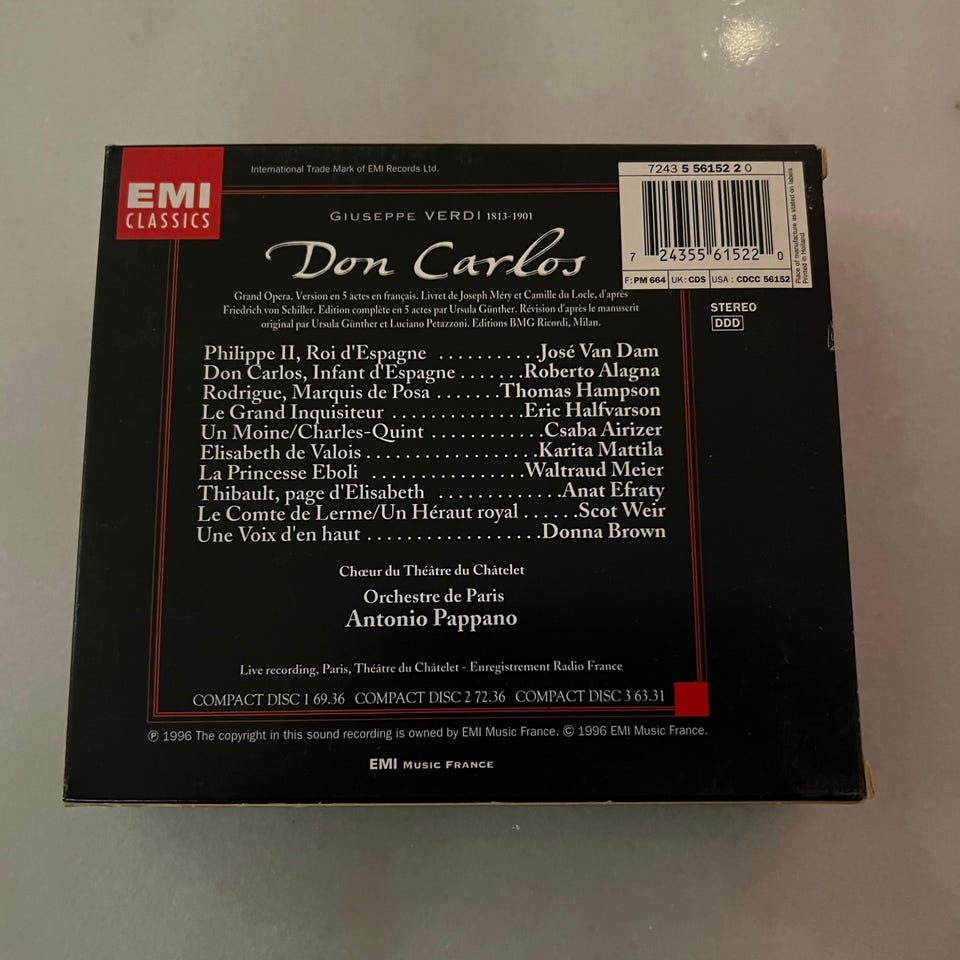 EMI
CLASSICS
International Trade Mark of EMI Records Ltd.
7243 5 56152 2 0
7 24355 61522 0
F: PM 664 UK: CDS USA : CDCC 56152
Place of manufacture as stated on labels
Printed in Holland
GIUSEPPE VERDI 1813-1901
Don Carlos
Grand Opera. Version en 5 actes en français. Livret de Joseph Méry et Camille du Locle, d'après
Friedrich von Schiller. Edition complète en 5 actes par Ursula Günther. Révision d'après le manuscrit
original par Ursula Günther et Luciano Petazzoni. Editions BMG Ricordi, Milan.
STEREO
DDD
Philippe II, Roi d'Espagne ...........José Van Dam
Don Carlos, Infant d'Espagne .......Roberto Alagna
Rodrigue, Marquis de Posa .......Thomas Hampson
Le Grand Inquisiteur ..............Eric Halfvarson
Un Moine/Charles-Quint ............Csaba Airizer
Elisabeth de Valois ..................Karita Mattila
La Princesse Eboli ................Waltraud Meier
Thibault, page d'Elisabeth .............Anat Efraty
Le Comte de Lerme/Un Héraut royal ......Scot Weir
Une Voix d'en haut ..................Donna Brown
Chœur du Théâtre du Châtelet
Orchestre de Paris
Antonio Pappano
Live recording, Paris, Théâtre du Châtelet - Enregistrement Radio France
COMPACT DISC 1 69.36 COMPACT DISC 2 72.36 COMPACT DISC 3 63.31
℗ 1996 The copyright in this sound recording is owned by EMI Music France. © 1996 EMI Music France.
EMI MUSIC FRANCE